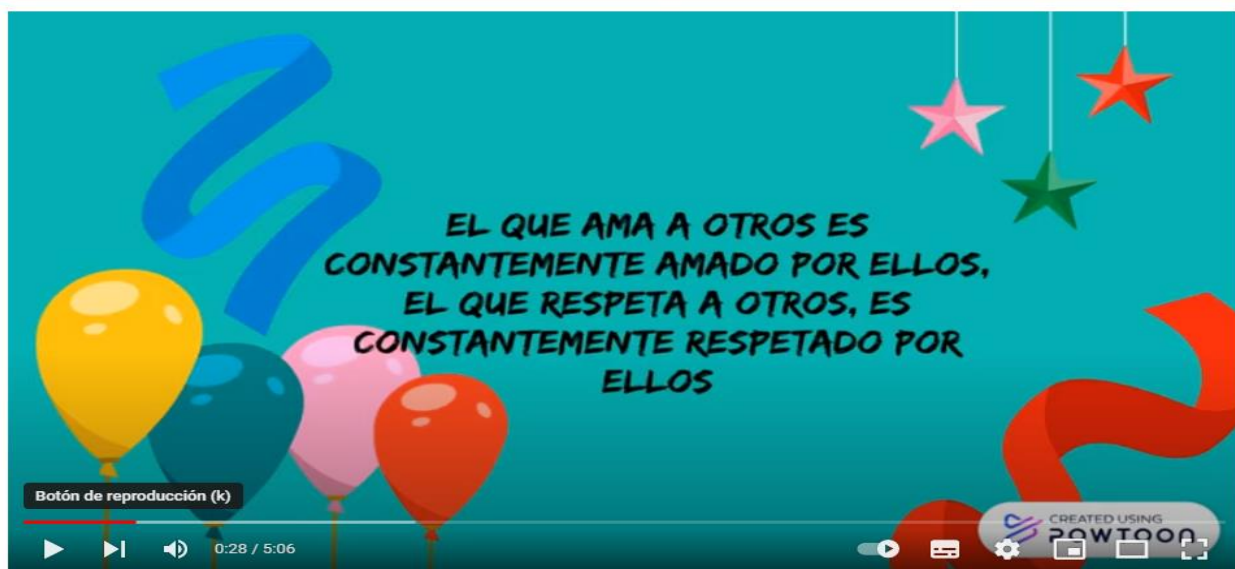 EL QUE AMA A OTROS ES
CONSTANTEMENTE AMADO POR ELLOS,
EL QUE RESPETA A OTROS, ES
CONSTANTEMENTE RESPETADO POR
ELLOS
Botón de reproducción (k)
0:28 / 5:06
CREATED USING
POWTOON